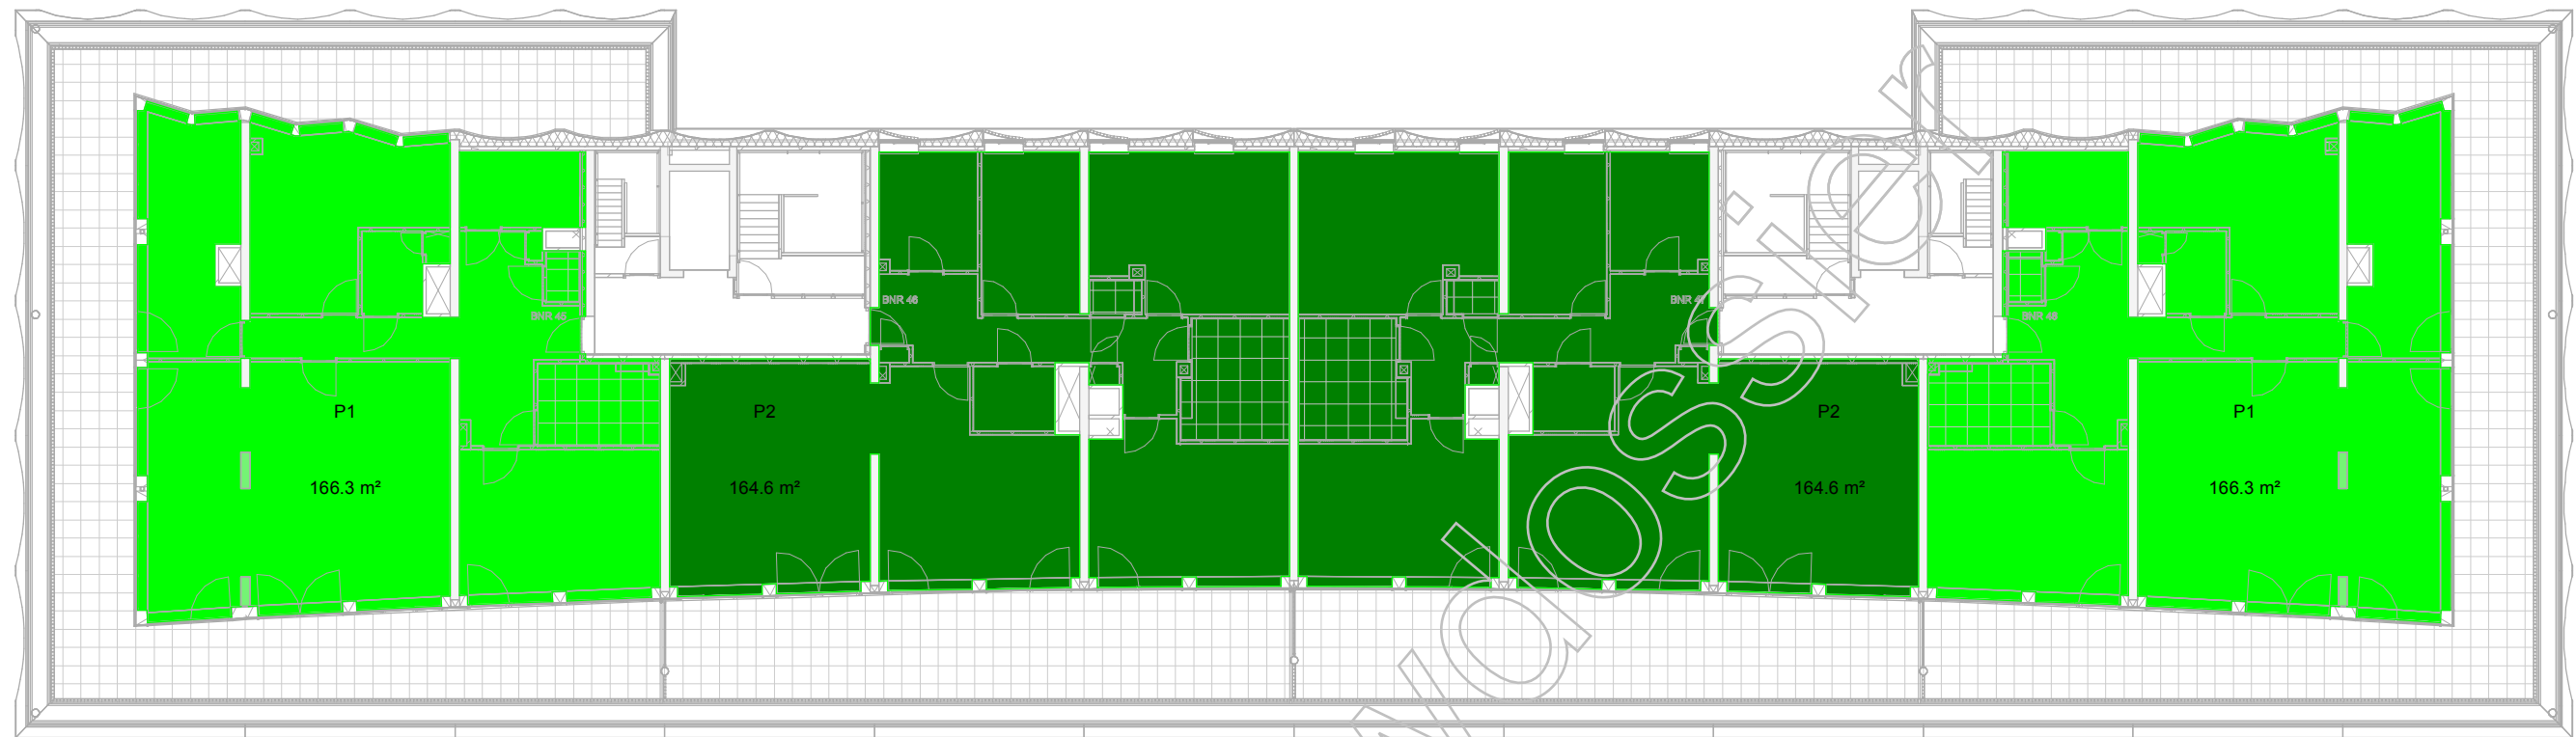 BNR 46
BNR 47
BNR 45
BNR 48
P1
P2
P2
P1
166.3 m²
164.6 m²
164.6 m²
166.3 m²